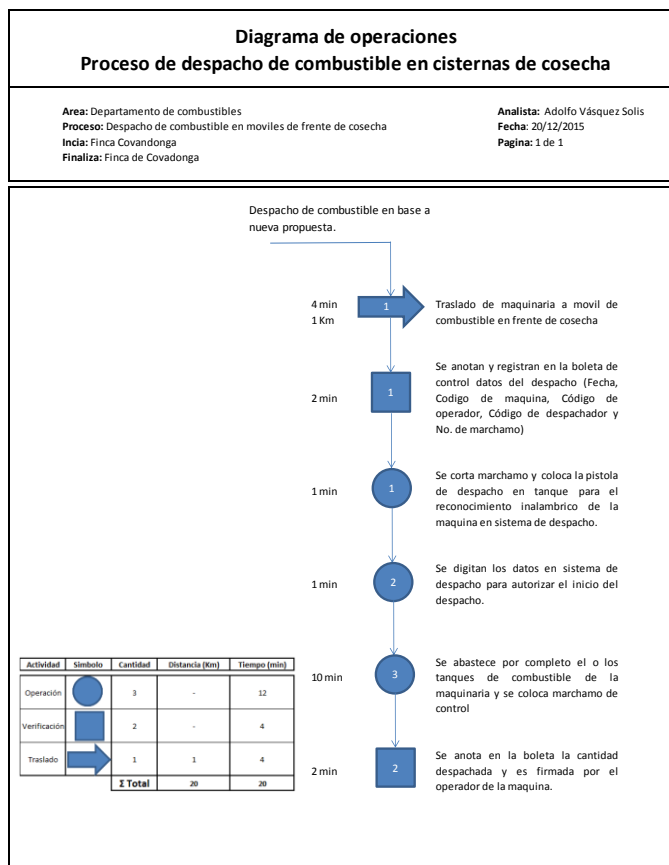 Diagrama de operaciones
Proceso de despacho de combustible en cisternas de cosecha
Area: Departamento de combustibles
Proceso: Despacho de combustible en moviles de frente de cosecha
Incia: Finca Covandonga
Finaliza: Finca de Covadonga
Analista: Adolfo Vásquez Solis
Fecha: 20/12/2015
Pagina: 1 de 1
Despacho de combustible en base a
nueva propuesta.
4 min
1 Km
1
Traslado de maquinaria a movil de
combustible en frente de cosecha
2 min
1
Se anotan y registran en la boleta de
control datos del despacho (Fecha,
Codigo de maquina, Código de
operador, Código de despachador y
No. de marchamo)
1 min
1
Se corta marchamo y coloca la pistola
de despacho en tanque para el
reconocimiento inalambrico de la
maquina en sistema de despacho.
1 min
2
Se digitan los datos en sistema de
despacho para autorizar el inicio del
despacho.
10 min
3
Se abastece por completo el o los
tanques de combustible de la
maquinaria y se coloca marchamo de
control
2 min
2
Se anota en la boleta la cantidad
despachada y es firmada por el
operador de la maquina.
Actividad Simbolo Cantidad Distancia (Km) Tiempo (min)
Operación 3 - 12
Verificación 2 - 4
Traslado 1 1 4
Σ Total 20 20